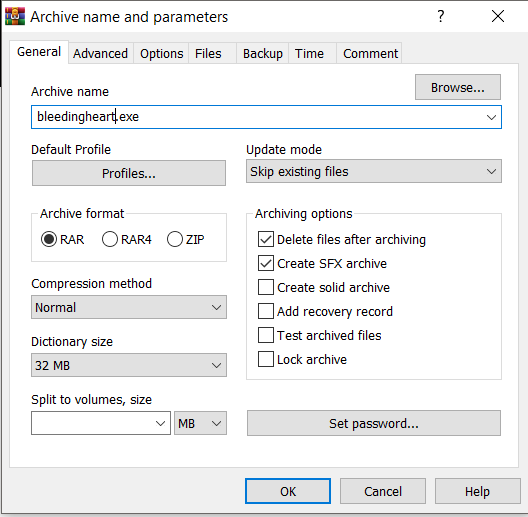 Archive name and parameters
?
General Advanced Options Files Backup Time Comment
Archive name
Browse...
bleedingheart.exe
Default Profile
Profiles...
Update mode
Skip existing files
Archive format
RAR RAR4 ZIP
Compression method
Normal
Dictionary size
32 MB
Split to volumes, size
MB
Archiving options
Delete files after archiving
Create SFX archive
Create solid archive
Add recovery record
Test archived files
Lock archive
Set password...
OK Cancel Help